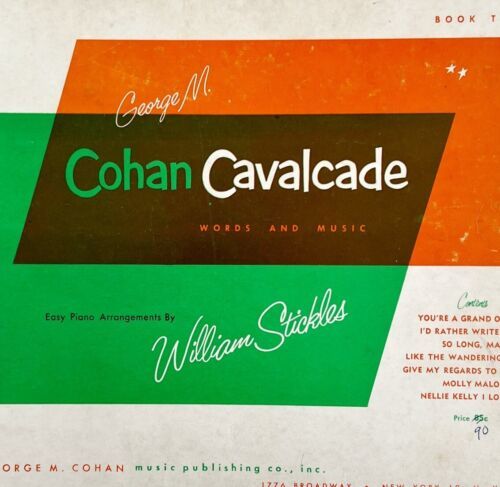 BOOK T
George M.
Cohan Cavalcade
WORDS AND MUSIC
Easy Piano Arrangements By
William Stickles
Contents
YOU'RE A GRAND O
I'D RATHER WRITE
SO LONG, MA
LIKE THE WANDERING
GIVE MY REGARDS TO
MOLLY MALO
NELLIE KELLY I LO
Price 85c
90
ORGE M. COHAN music publishing co., inc.
1776 BROADWAY • NEW YORK